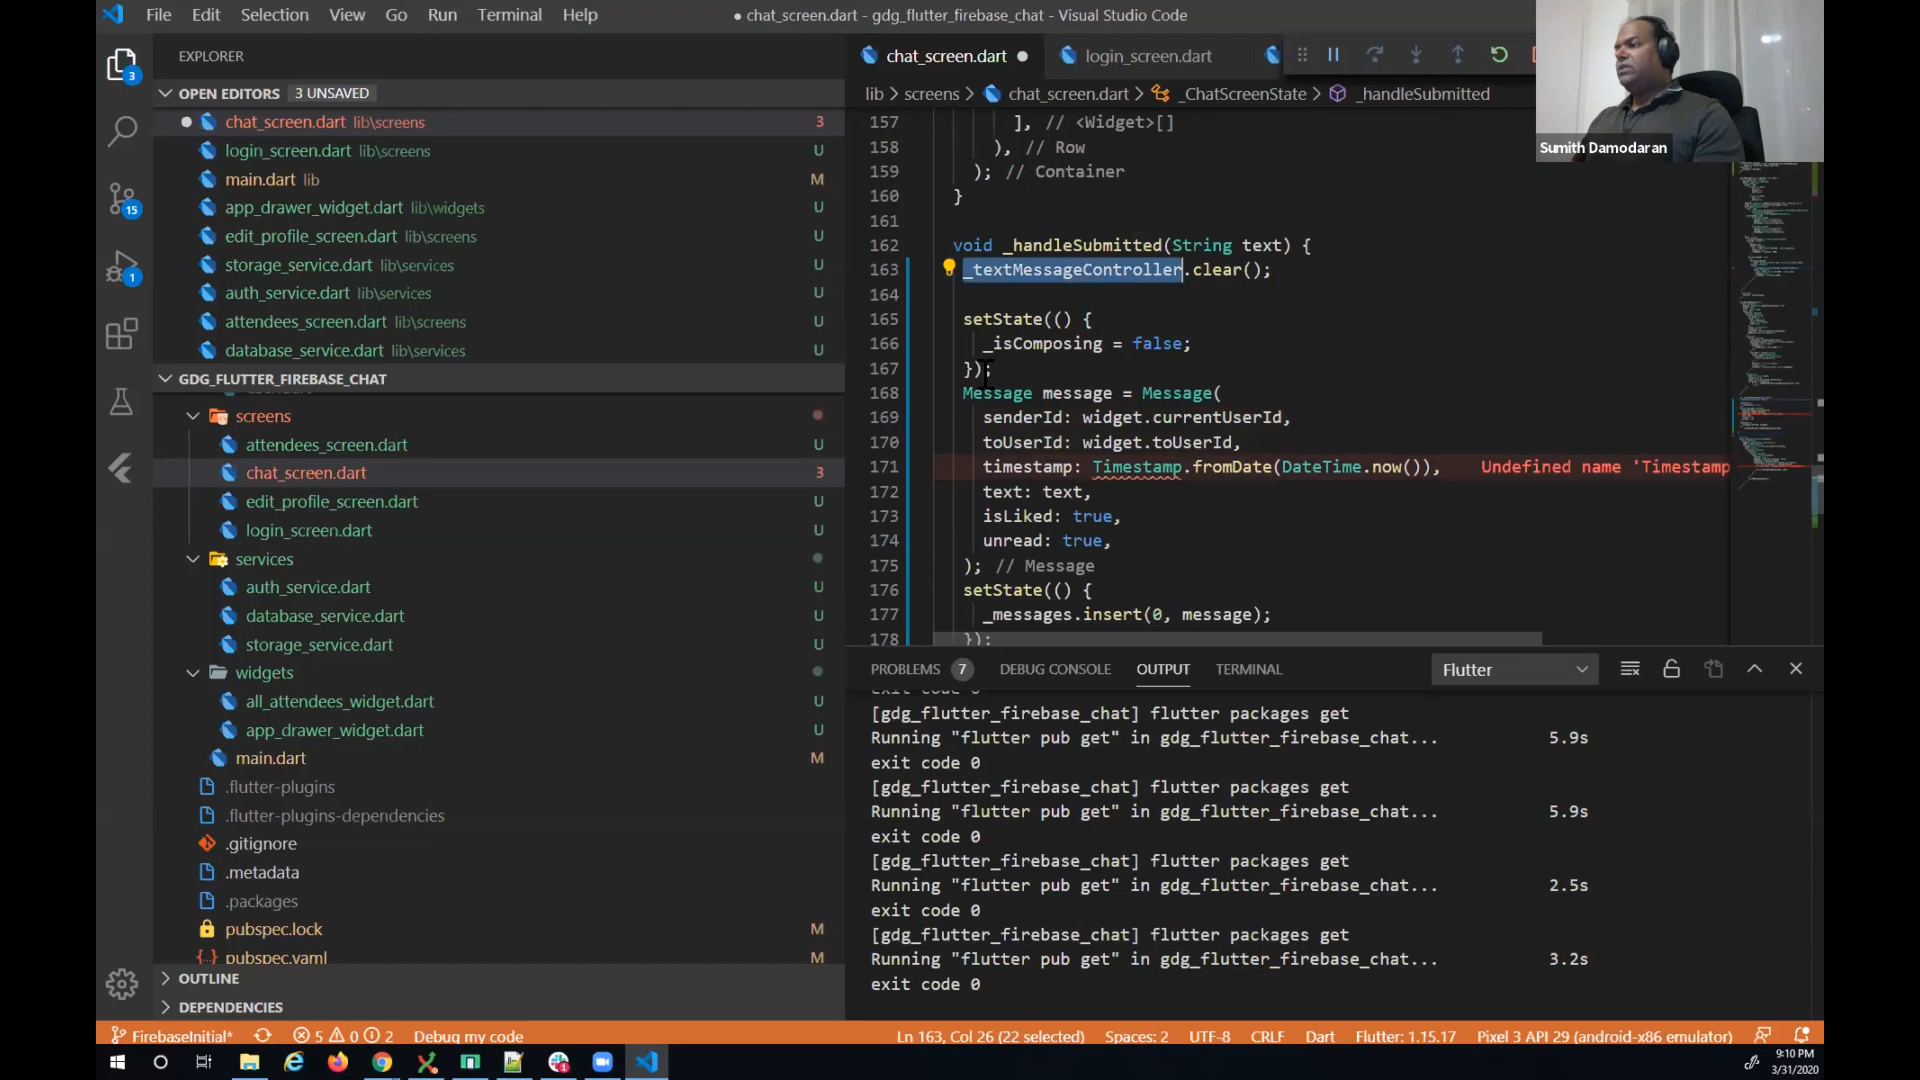 File Edit Selection View Go Run Terminal Help
● chat_screen.dart - gdg_flutter_firebase_chat - Visual Studio Code
EXPLORER
OPEN EDITORS 3 UNSAVED
chat_screen.dart lib\screens 3
login_screen.dart lib\screens U
main.dart lib M
app_drawer_widget.dart lib\widgets U
edit_profile_screen.dart lib\screens U
storage_service.dart lib\services U
auth_service.dart lib\services U
attendees_screen.dart lib\screens U
database_service.dart lib\services U
GDG_FLUTTER_FIREBASE_CHAT
screens
attendees_screen.dart U
chat_screen.dart 3
edit_profile_screen.dart U
login_screen.dart U
services
auth_service.dart U
database_service.dart U
storage_service.dart U
widgets
all_attendees_widget.dart U
app_drawer_widget.dart U
main.dart M
.flutter-plugins
.flutter-plugins-dependencies
.gitignore
.metadata
.packages
pubspec.lock M
pubspec.yaml M
OUTLINE
DEPENDENCIES
3
15
1
chat_screen.dart ● login_screen.dart
lib > screens > chat_screen.dart > _ChatScreenState > _handleSubmitted
Sumith Damodaran
157 ], // <Widget>[]
158 ), // Row
159 ); // Container
160 }
161
162 void _handleSubmitted(String text) {
163 _textMessageController.clear();
164
165 setState(() {
166 _isComposing = false;
167 });
168 Message message = Message(
169 senderId: widget.currentUserId,
170 toUserId: widget.toUserId,
171 timestamp: Timestamp.fromDate(DateTime.now()), Undefined name 'Timestamp
172 text: text,
173 isLiked: true,
174 unread: true,
175 ); // Message
176 setState(() {
177 _messages.insert(0, message);
178 });
PROBLEMS 7 DEBUG CONSOLE OUTPUT TERMINAL Flutter
exit code 0
[gdg_flutter_firebase_chat] flutter packages get
Running "flutter pub get" in gdg_flutter_firebase_chat... 5.9s
exit code 0
[gdg_flutter_firebase_chat] flutter packages get
Running "flutter pub get" in gdg_flutter_firebase_chat... 5.9s
exit code 0
[gdg_flutter_firebase_chat] flutter packages get
Running "flutter pub get" in gdg_flutter_firebase_chat... 2.5s
exit code 0
[gdg_flutter_firebase_chat] flutter packages get
Running "flutter pub get" in gdg_flutter_firebase_chat... 3.2s
exit code 0
FirebaseInitial* 5 0 2 Debug my code Ln 163, Col 26 (22 selected) Spaces: 2 UTF-8 CRLF Dart Flutter: 1.15.17 Pixel 3 API 29 (android-x86 emulator)
9:10 PM
3/31/2020